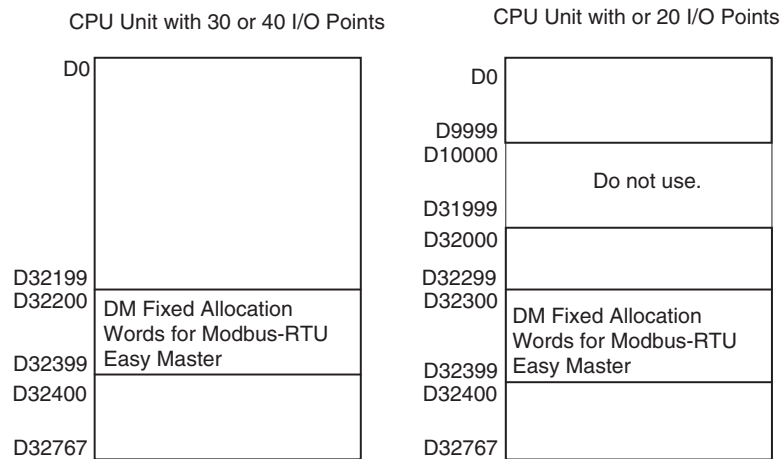 CPU Unit with 30 or 40 I/O Points
D0
D32199
D32200
DM Fixed Allocation
Words for Modbus-RTU
Easy Master
D32399
D32400
D32767
CPU Unit with or 20 I/O Points
D0
D9999
D10000
Do not use.
D31999
D32000
D32299
D32300
DM Fixed Allocation
Words for Modbus-RTU
Easy Master
D32399
D32400
D32767